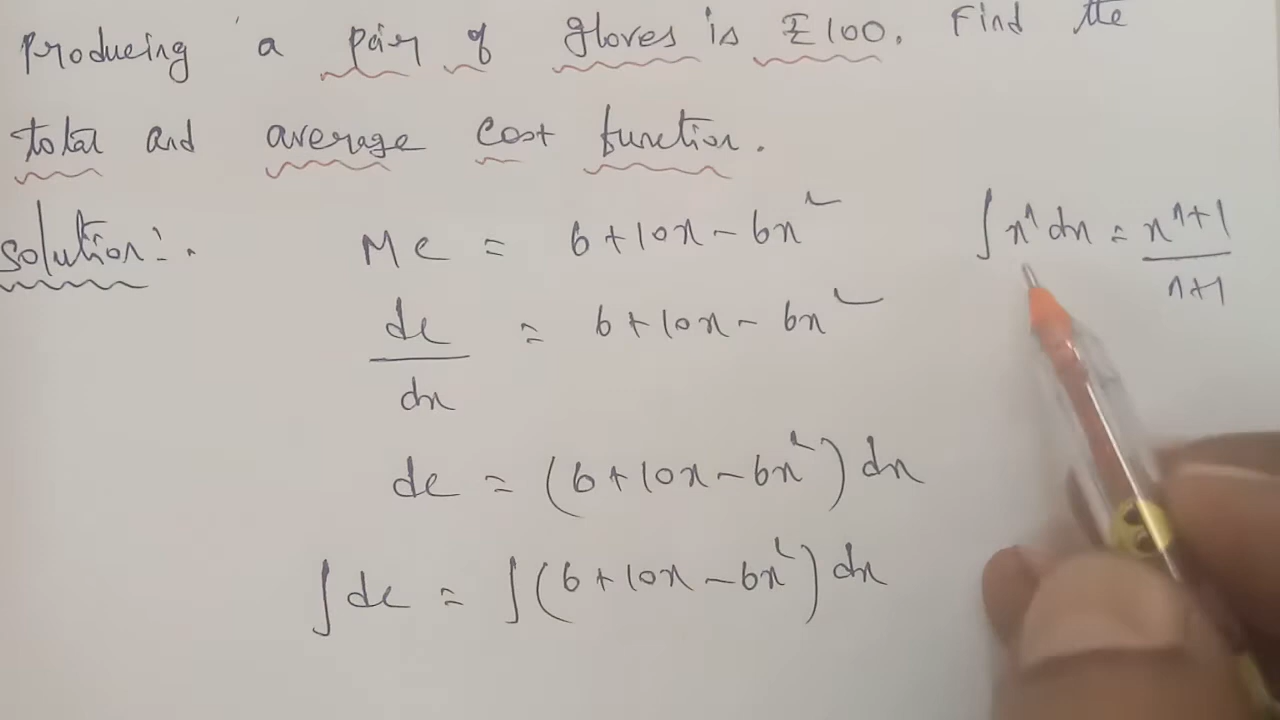 producing a pair of gloves is ₹100. Find the
total and average cost function.
Solution:-
MC = 6 + 10x - 6x²
dc/dx = 6 + 10x - 6x²
dc = (6 + 10x - 6x²) dx
∫dc = ∫(6 + 10x - 6x²) dx
∫xⁿ dx = xⁿ⁺¹/n+1